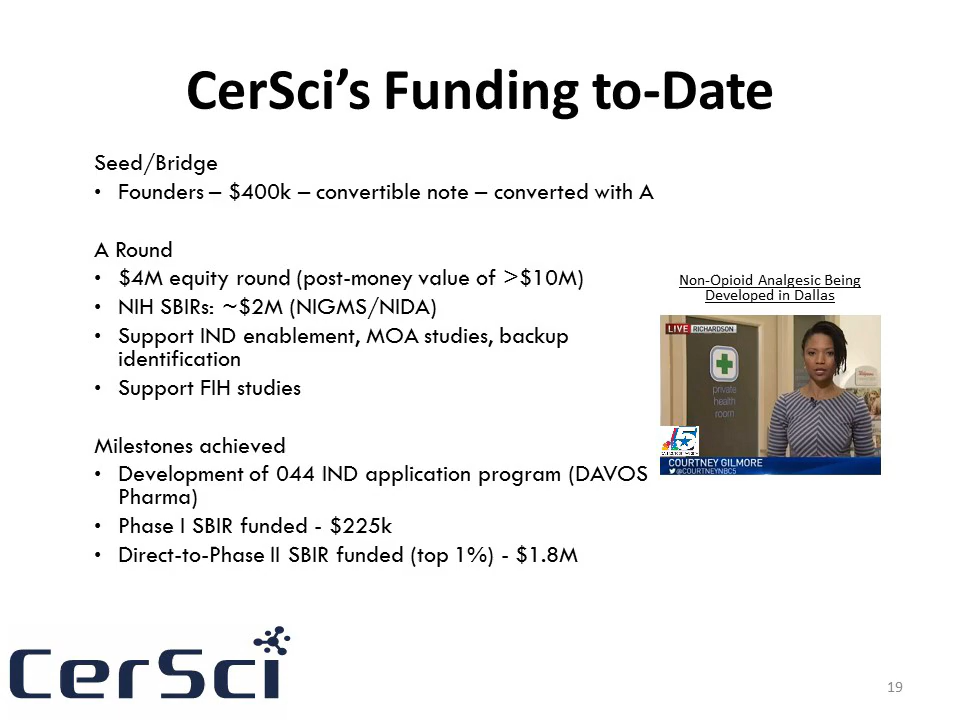 CerSci’s Funding to-Date
Seed/Bridge
• Founders – $400k – convertible note – converted with A
A Round
• $4M equity round (post-money value of >$10M)
• NIH SBIRs: ~$2M (NIGMS/NIDA)
• Support IND enablement, MOA studies, backup
identification
• Support FIH studies
Milestones achieved
• Development of 044 IND application program (DAVOS
Pharma)
• Phase I SBIR funded - $225k
• Direct-to-Phase II SBIR funded (top 1%) - $1.8M
Non-Opioid Analgesic Being
Developed in Dallas
LIVE RICHARDSON
private
health
room
5
COURTNEY GILMORE
@COURTNEYNBC5
CerSci
19